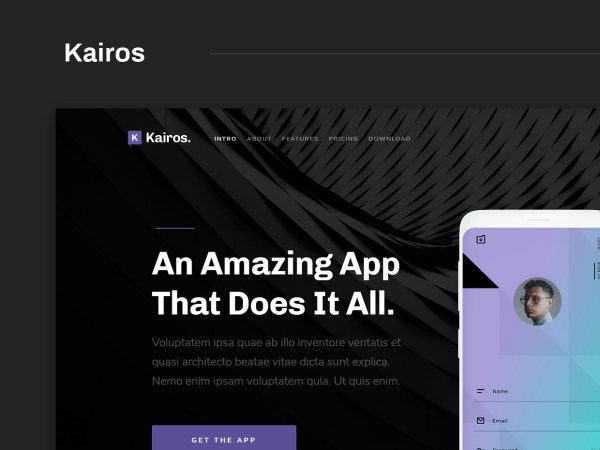 Kairos
K Kairos.
INTRO ABOUT FEATURES PRICING DOWNLOAD
An Amazing App
That Does It All.
Voluptatem ipsa quae ab illo inventore veritatis et
quasi architecto beatae vitae dicta sunt explica.
Nemo enim ipsam voluptatem quia. Ut quis enim.
GET THE APP
Name
Email